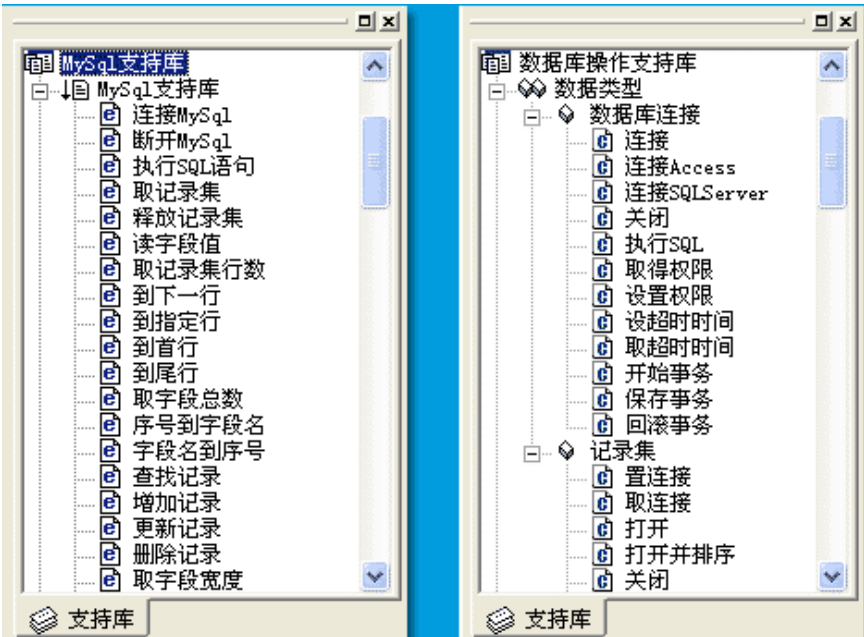 MySql支持库
MySql支持库
连接MySql
断开MySql
执行SQL语句
取记录集
释放记录集
读字段值
取记录集行数
到下一行
到指定行
到首行
到尾行
取字段总数
序号到字段名
字段名到序号
查找记录
增加记录
更新记录
删除记录
取字段宽度
支持库
数据库操作支持库
数据类型
数据库连接
连接
连接Access
连接SQLServer
关闭
执行SQL
取得权限
设置权限
设超时时间
取超时时间
开始事务
保存事务
回滚事务
记录集
置连接
取连接
打开
打开并排序
关闭
支持库